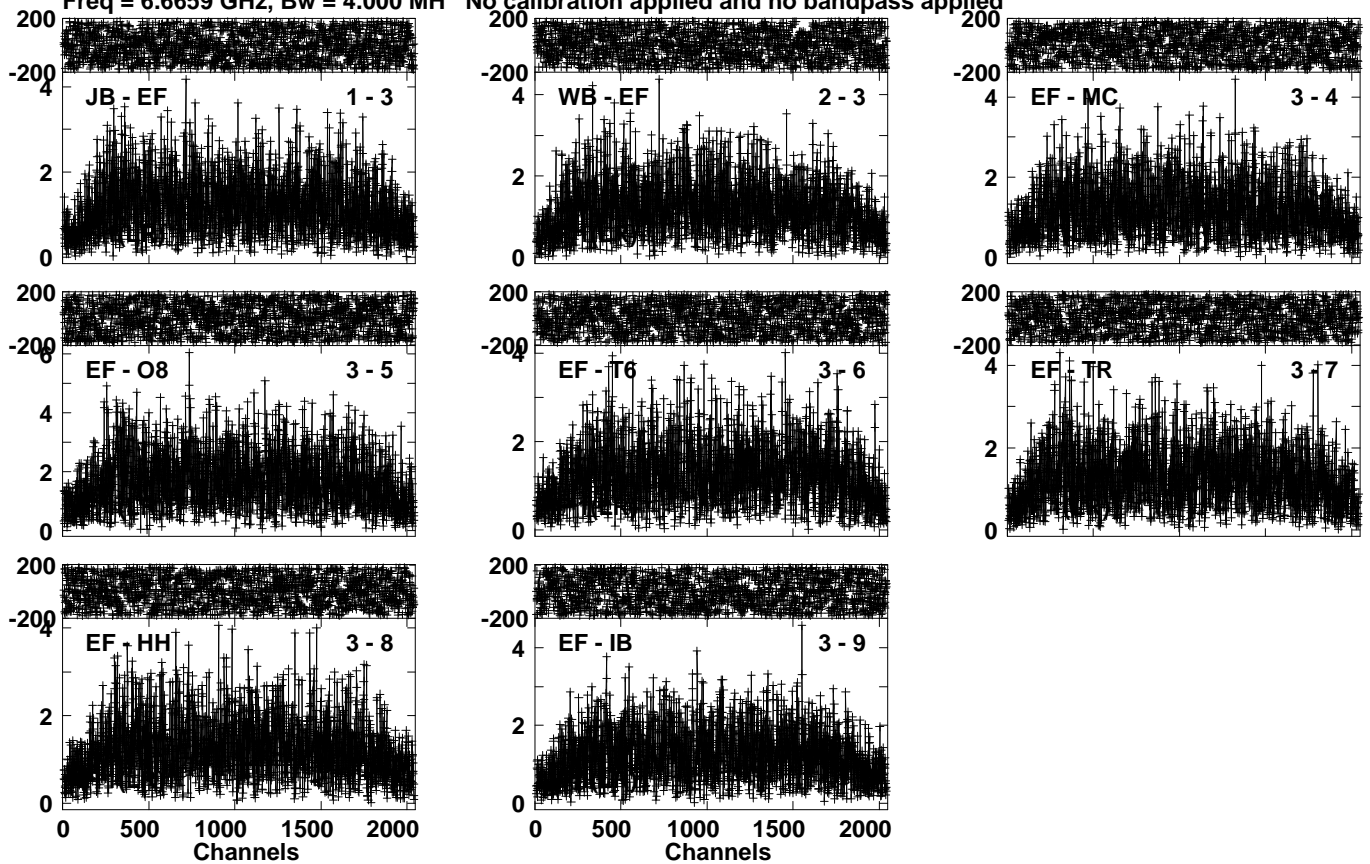 Freq = 6.6659 GHz, Bw = 4.000 MH No calibration applied and no bandpass applied
200 200 200
-200 -200 -200
JB - EF 1 - 3 WB - EF 2 - 3 EF - MC 3 - 4
4 4 4
2 2 2
0 0 0
200 200 200
-200 -200 -200
6 4
EF - O8 3 - 5 EF - T6 3 - 6 EF - TR 3 - 7
4 2 4
2 0 2
0 0
200 200
-200 -200
4
EF - HH 3 - 8 EF - IB 3 - 9
2 4
0 2
0
0 500 1000 1500 2000 0 500 1000 1500 2000
Channels Channels